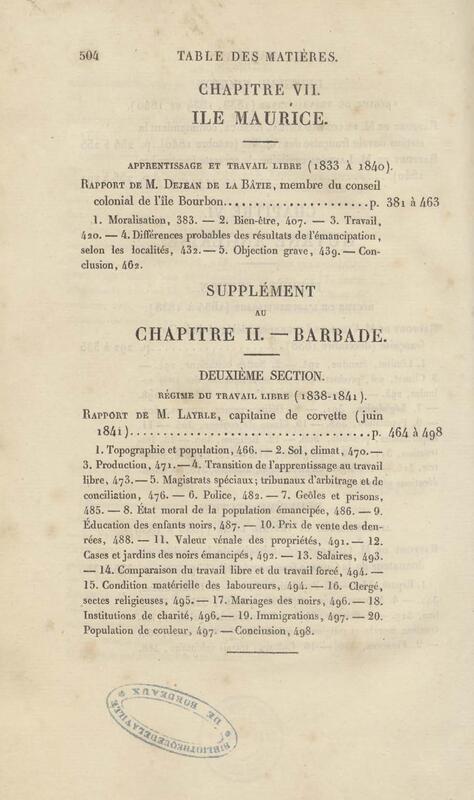 504 TABLE DES MATIÈRES.
CHAPITRE VII.
ILE MAURICE.
APPRENTISSAGE ET TRAVAIL LIBRE (1833 À 1840).
RAPPORT DE M. DEJEAN DE LA BÂTIE, membre du conseil
colonial de l'île Bourbon......................p. 381 à 463
1. Moralisation, 383. — 2. Bien-être, 407. — 3. Travail,
420. — 4. Différences probables des résultats de l'émancipation,
selon les localités, 432. — 5. Objection grave, 439. — Con-
clusion, 462.
SUPPLÉMENT
AU
CHAPITRE II. — BARBADE.
DEUXIÈME SECTION.
RÉGIME DU TRAVAIL LIBRE (1838-1841).
RAPPORT DE M. LAYRLE, capitaine de corvette (juin
1841)....................................p. 464 à 498
1. Topographie et population, 466. — 2. Sol, climat, 470. —
3. Production, 471. — 4. Transition de l'apprentissage au travail
libre, 473. — 5. Magistrats spéciaux; tribunaux d'arbitrage et de
conciliation, 476. — 6. Police, 482. — 7. Geôles et prisons,
485. — 8. État moral de la population émancipée, 486. — 9.
Éducation des enfants noirs, 487. — 10. Prix de vente des den-
rées, 488. — 11. Valeur vénale des propriétés, 491. — 12.
Cases et jardins des noirs émancipés, 492. — 13. Salaires, 493.
— 14. Comparaison du travail libre et du travail forcé, 494. —
15. Condition matérielle des laboureurs, 494. — 16. Clergé,
sectes religieuses, 495. — 17. Mariages des noirs, 496. — 18.
Institutions de charité, 496. — 19. Immigrations, 497. — 20.
Population de couleur, 497. — Conclusion, 498.
BIBLIOTHEQUE DE LA VILLE
DE BORDEAUX